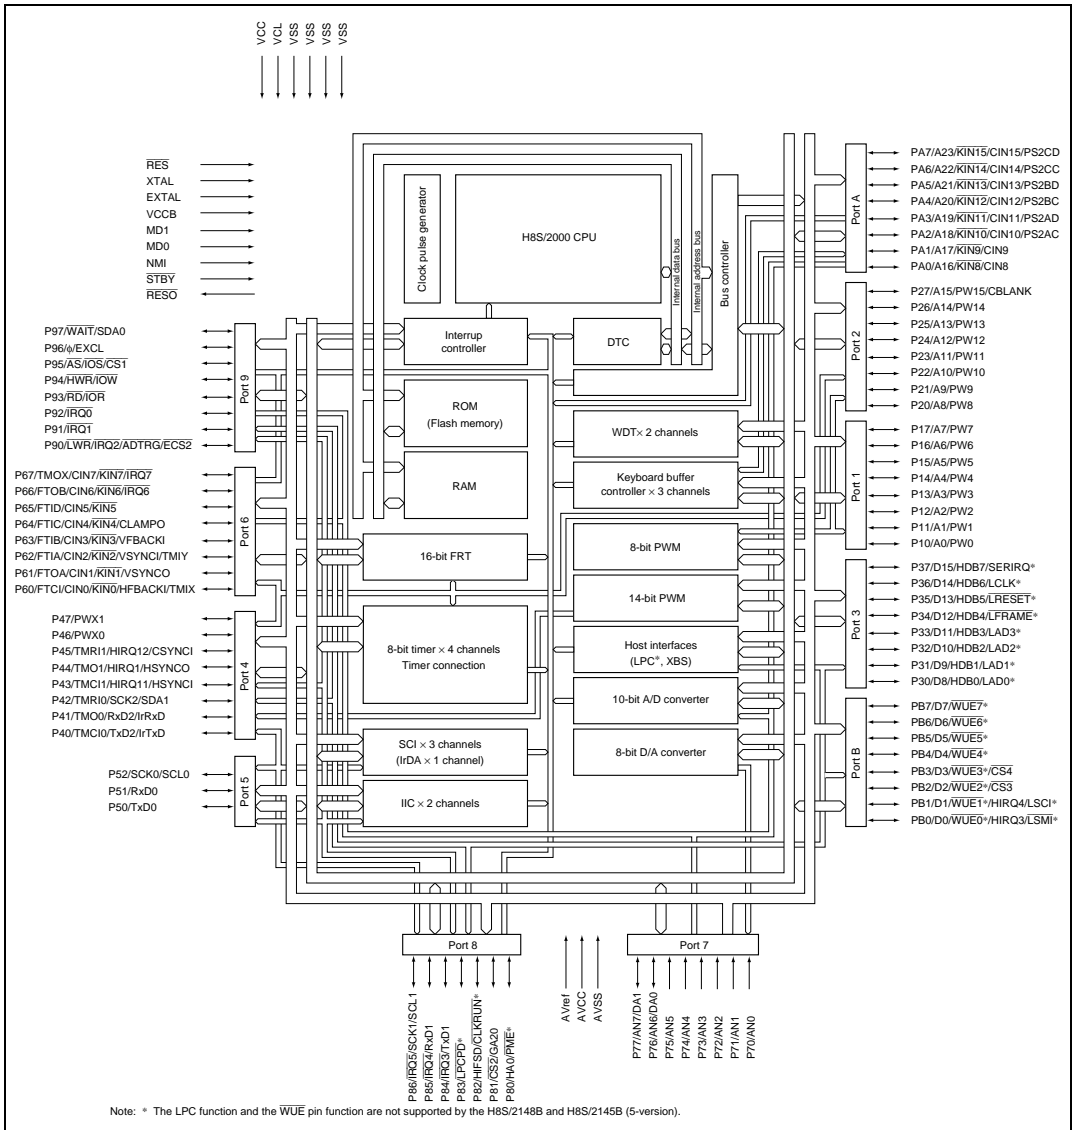 VCC
VCL
VSS
VSS
VSS
VSS
RES
XTAL
EXTAL
VCCB
MD1
MD0
NMI
STBY
RESO
Clock pulse generator
H8S/2000 CPU
Internal data bus
Internal address bus
Bus controller
Interrup
controller
DTC
ROM
(Flash memory)
RAM
WDT× 2 channels
Keyboard buffer
controller × 3 channels
16-bit FRT
8-bit PWM
14-bit PWM
8-bit timer × 4 channels
Timer connection
Host interfaces
(LPC*, XBS)
10-bit A/D converter
SCI × 3 channels
(IrDA × 1 channel)
8-bit D/A converter
IIC × 2 channels
P97/WAIT/SDA0
P96/φ/EXCL
P95/AS/IOS/CS1
P94/HWR/IOW
P93/RD/IOR
P92/IRQ0
P91/IRQ1
P90/LWR/IRQ2/ADTRG/ECS2
Port 9
P67/TMOX/CIN7/KIN7/IRQ7
P66/FTOB/CIN6/KIN6/IRQ6
P65/FTID/CIN5/KIN5
P64/FTIC/CIN4/KIN4/CLAMPO
P63/FTIB/CIN3/KIN3/VFBACKI
P62/FTIA/CIN2/KIN2/VSYNCI/TMIY
P61/FTOA/CIN1/KIN1/VSYNCO
P60/FTCI/CIN0/KIN0/HFBACKI/TMIX
Port 6
P47/PWX1
P46/PWX0
P45/TMRI1/HIRQ12/CSYNCI
P44/TMO1/HIRQ1/HSYNCO
P43/TMCI1/HIRQ11/HSYNCI
P42/TMRI0/SCK2/SDA1
P41/TMO0/RxD2/IrRxD
P40/TMCI0/TxD2/IrTxD
Port 4
P52/SCK0/SCL0
P51/RxD0
P50/TxD0
Port 5
Port A
PA7/A23/KIN15/CIN15/PS2CD
PA6/A22/KIN14/CIN14/PS2CC
PA5/A21/KIN13/CIN13/PS2BD
PA4/A20/KIN12/CIN12/PS2BC
PA3/A19/KIN11/CIN11/PS2AD
PA2/A18/KIN10/CIN10/PS2AC
PA1/A17/KIN9/CIN9
PA0/A16/KIN8/CIN8
Port 2
P27/A15/PW15/CBLANK
P26/A14/PW14
P25/A13/PW13
P24/A12/PW12
P23/A11/PW11
P22/A10/PW10
P21/A9/PW9
P20/A8/PW8
Port 1
P17/A7/PW7
P16/A6/PW6
P15/A5/PW5
P14/A4/PW4
P13/A3/PW3
P12/A2/PW2
P11/A1/PW1
P10/A0/PW0
Port 3
P37/D15/HDB7/SERIRQ*
P36/D14/HDB6/LCLK*
P35/D13/HDB5/LRESET*
P34/D12/HDB4/LFRAME*
P33/D11/HDB3/LAD3*
P32/D10/HDB2/LAD2*
P31/D9/HDB1/LAD1*
P30/D8/HDB0/LAD0*
Port B
PB7/D7/WUE7*
PB6/D6/WUE6*
PB5/D5/WUE5*
PB4/D4/WUE4*
PB3/D3/WUE3*/CS4
PB2/D2/WUE2*/CS3
PB1/D1/WUE1*/HIRQ4/LSCI*
PB0/D0/WUE0*/HIRQ3/LSMI*
Port 8
Port 7
P86/IRQ5/SCK1/SCL1
P85/IRQ4/RxD1
P84/IRQ3/TxD1
P83/LPCPD*
P82/HIFSD/CLKRUN*
P81/CS2/GA20
P80/HA0/PME*
AVref
AVCC
AVSS
P77/AN7/DA1
P76/AN6/DA0
P75/AN5
P74/AN4
P73/AN3
P72/AN2
P71/AN1
P70/AN0
Note: * The LPC function and the WUE pin function are not supported by the H8S/2148B and H8S/2145B (5-version).